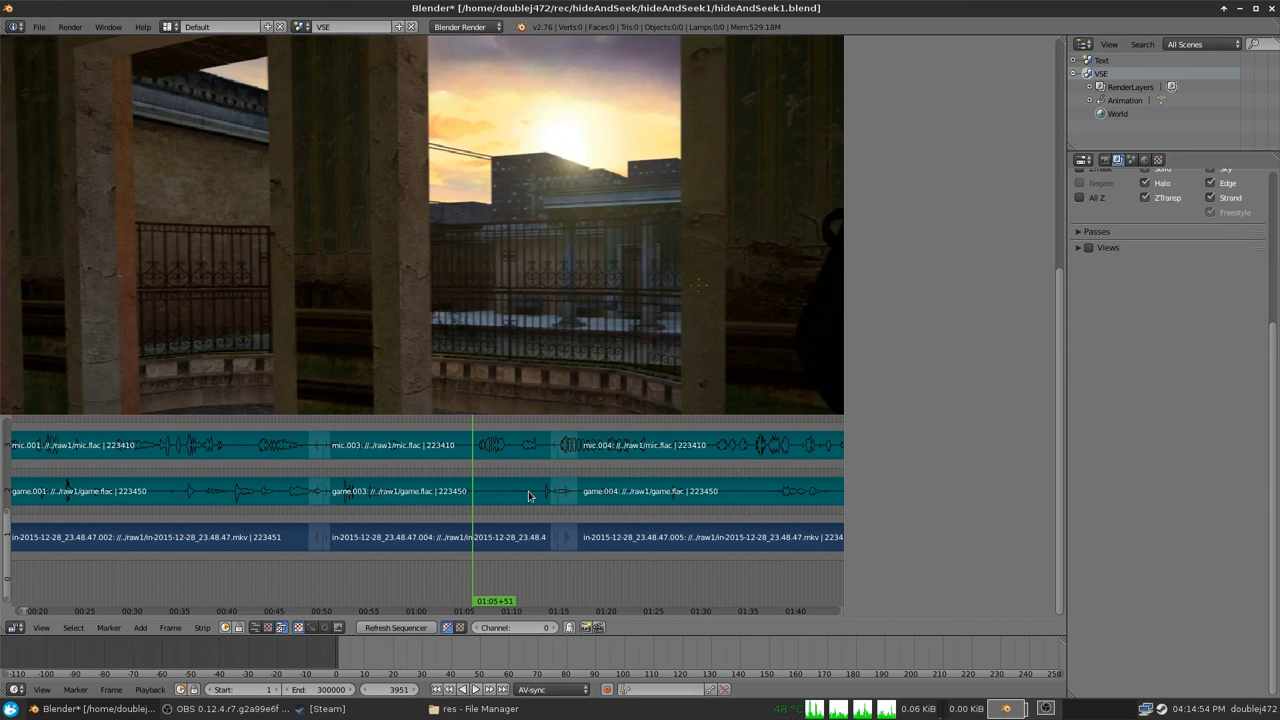 Blender* [/home/doublej472/rec/hideAndSeek/hideAndSeek1/hideAndSeek1.blend]
File Render Window Help Default VSE Blender Render v2.76 | Verts:0 | Faces:0 | Tris:0 | Objects:0/0 | Lamps:0/0 | Mem:529.18M
View Search All Scenes
Text
VSE
RenderLayers |
Animation |
World
Negate Halo Edge
All Z ZTransp Strand
Freestyle
Passes
Views
mic.001: //../raw1/mic.flac | 223410 mic.003: //../raw1/mic.flac | 223410 mic.004: //../raw1/mic.flac | 223410
game.001: //../raw1/game.flac | 223450 game.003: //../raw1/game.flac | 223450 game.004: //../raw1/game.flac | 223450
in-2015-12-28_23.48.47.002: //../raw1/in-2015-12-28_23.48.47.mkv | 223451 in-2015-12-28_23.48.47.004: //../raw1/in-2015-12-28_23.48.4 in-2015-12-28_23.48.47.005: //../raw1/in-2015-12-28_23.48.47.mkv | 2234
01:05+51
00:20 00:25 00:30 00:35 00:40 00:45 00:50 00:55 01:00 01:05 01:10 01:15 01:20 01:25 01:30 01:35 01:40
View Select Marker Add Frame Strip Refresh Sequencer Channel: 0
-110 -100 -90 -80 -70 -60 -50 -40 -30 -20 -10 0 10 20 30 40 50 60 70 80 90 100 110 120 130 140 150 160 170 180 190 200 210 220 230 240 250
View Marker Frame Playback Start: 1 End: 300000 3951 AV-sync
Blender* [/home/doublej... OBS 0.12.4.r7.g2a99e6f ... [Steam] res - File Manager 48 °C 0.06 KiB 0.00 KiB 04:14:54 PM doublej472